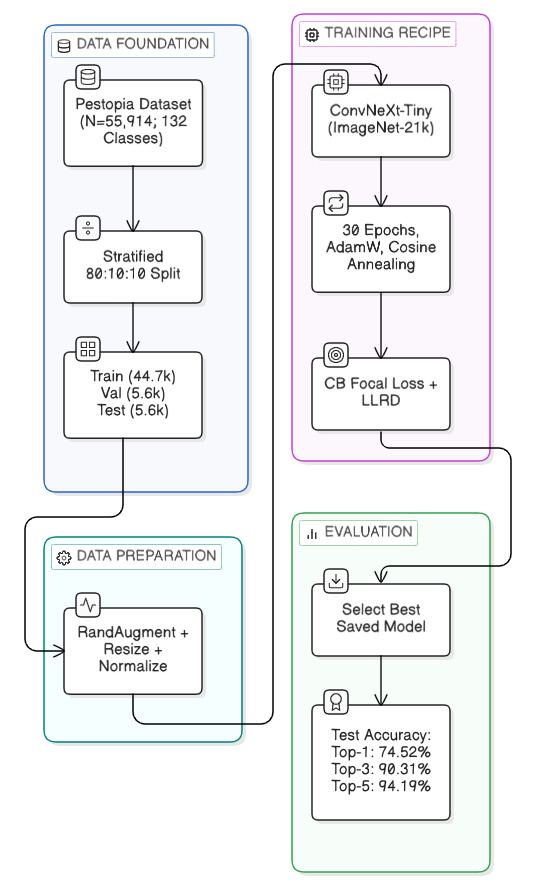 DATA FOUNDATION
Pestopia Dataset
(N=55,914; 132
Classes)
Stratified
80:10:10 Split
Train (44.7k)
Val (5.6k)
Test (5.6k)
DATA PREPARATION
RandAugment +
Resize +
Normalize
TRAINING RECIPE
ConvNeXt-Tiny
(ImageNet-21k)
30 Epochs,
AdamW, Cosine
Annealing
CB Focal Loss +
LLRD
EVALUATION
Select Best
Saved Model
Test Accuracy:
Top-1: 74.52%
Top-3: 90.31%
Top-5: 94.19%